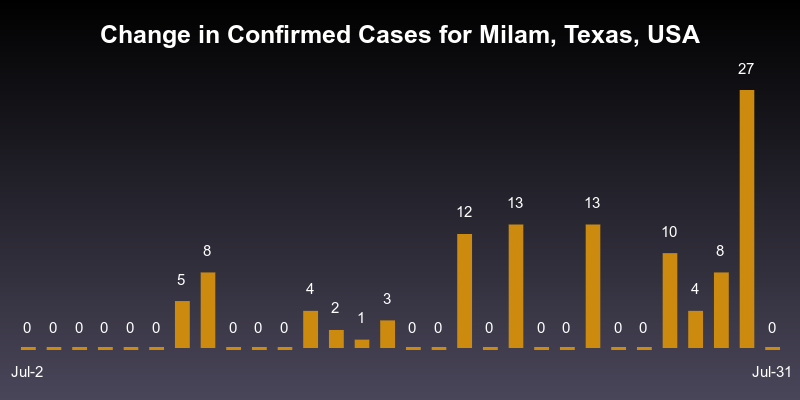 Change in Confirmed Cases for Milam, Texas, USA
0 0 0 0 0 0 5 8 0 0 0 4 2 1 3 0 0 12 0 13 0 0 13 0 0 10 4 8 27 0
Jul-2 Jul-31